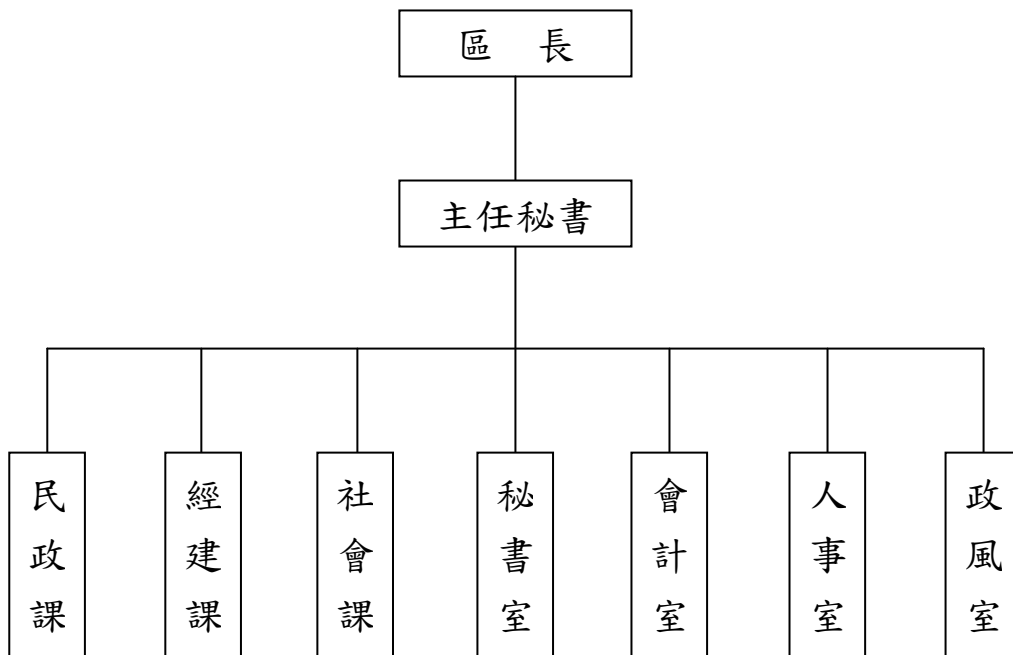 區 長
主任秘書
民政課
經建課
社會課
秘書室
會計室
人事室
政風室